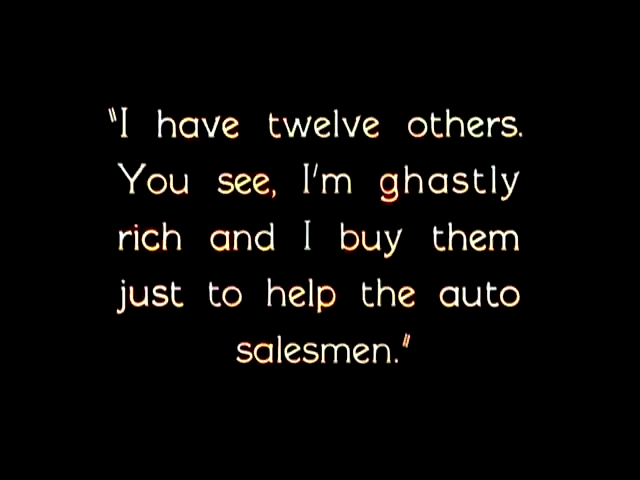 "I have twelve others.
You see, I'm ghastly
rich and I buy them
just to help the auto
salesmen."